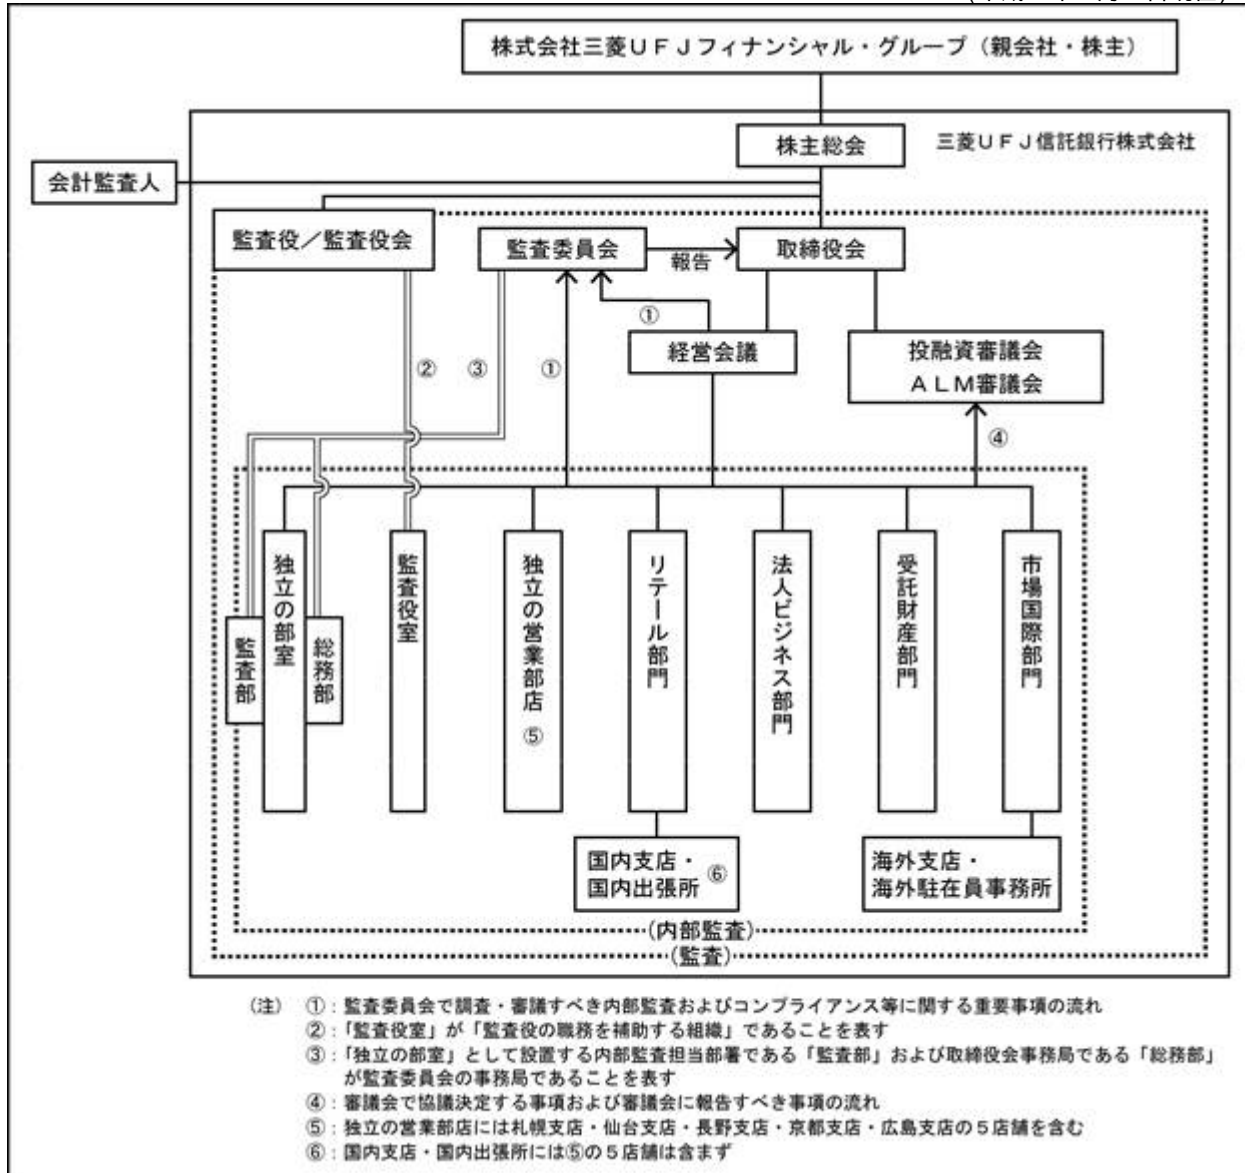 株式会社三菱ＵＦＪフィナンシャル・グループ（親会社・株主）
株主総会
三菱ＵＦＪ信託銀行株式会社
会計監査人
監査役／監査役会
監査委員会
報告
取締役会
①
経営会議
投融資審議会
ＡＬＭ審議会
②
③
①
④
独立の部室
監査部
総務部
監査役室
独立の営業部店
⑤
リテール部門
法人ビジネス部門
受託財産部門
市場国際部門
国内支店・
国内出張所
⑥
海外支店・
海外駐在員事務所
(内部監査)
(監査)
（注） ①：監査委員会で調査・審議すべき内部監査およびコンプライアンス等に関する重要事項の流れ
②：「監査役室」が「監査役の職務を補助する組織」であることを表す
③：「独立の部室」として設置する内部監査担当部署である「監査部」および取締役会事務局である「総務部」
が監査委員会の事務局であることを表す
④：審議会で協議決定する事項および審議会に報告すべき事項の流れ
⑤：独立の営業部店には札幌支店・仙台支店・長野支店・京都支店・広島支店の５店舗を含む
⑥：国内支店・国内出張所には⑤の５店舗は含まず